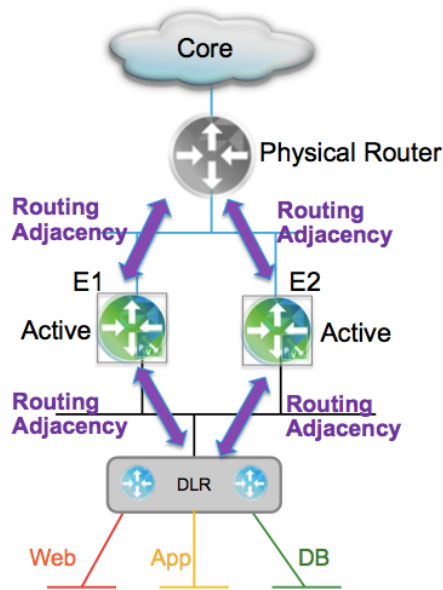 Core
Physical Router
Routing
Adjacency
Routing
Adjacency
E1
E2
Active
Active
Routing
Adjacency
Routing
Adjacency
DLR
Web
App
DB